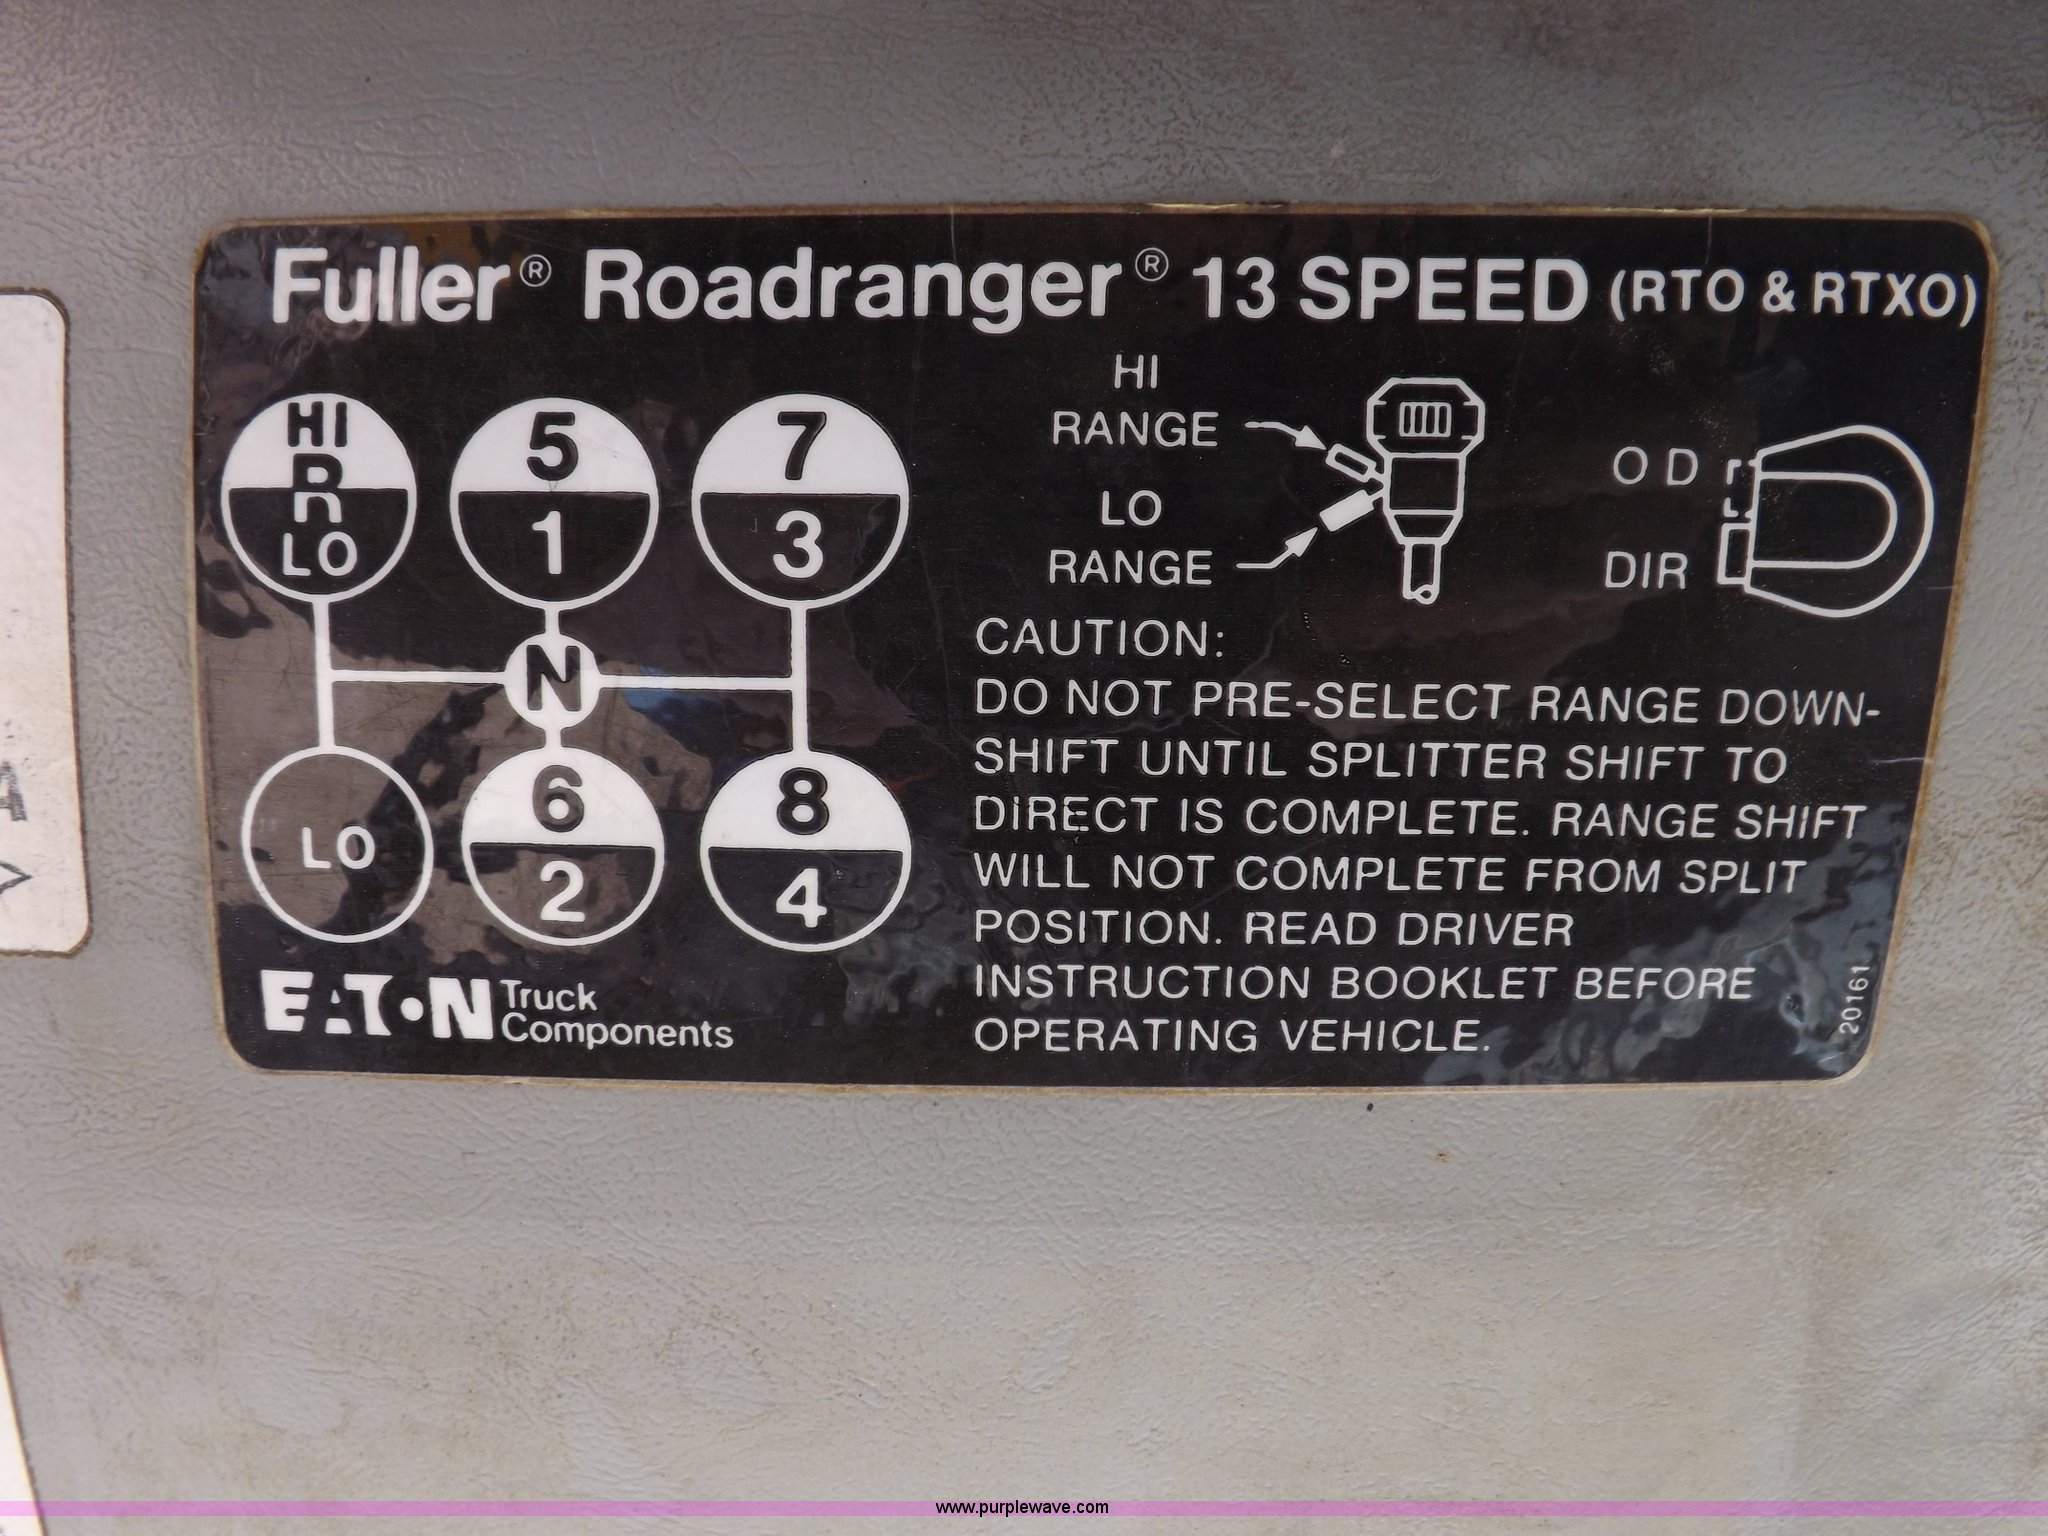 Fuller® Roadranger® 13 SPEED (RTO & RTXO)
HI
R
LO
5
1
7
3
N
LO
6
2
8
4
HI
RANGE
LO
RANGE
O D
DIR
CAUTION:
DO NOT PRE-SELECT RANGE DOWN-
SHIFT UNTIL SPLITTER SHIFT TO
DIRECT IS COMPLETE. RANGE SHIFT
WILL NOT COMPLETE FROM SPLIT
POSITION. READ DRIVER
INSTRUCTION BOOKLET BEFORE
OPERATING VEHICLE.
20161
EATON Truck
Components
A
www.purplewave.com